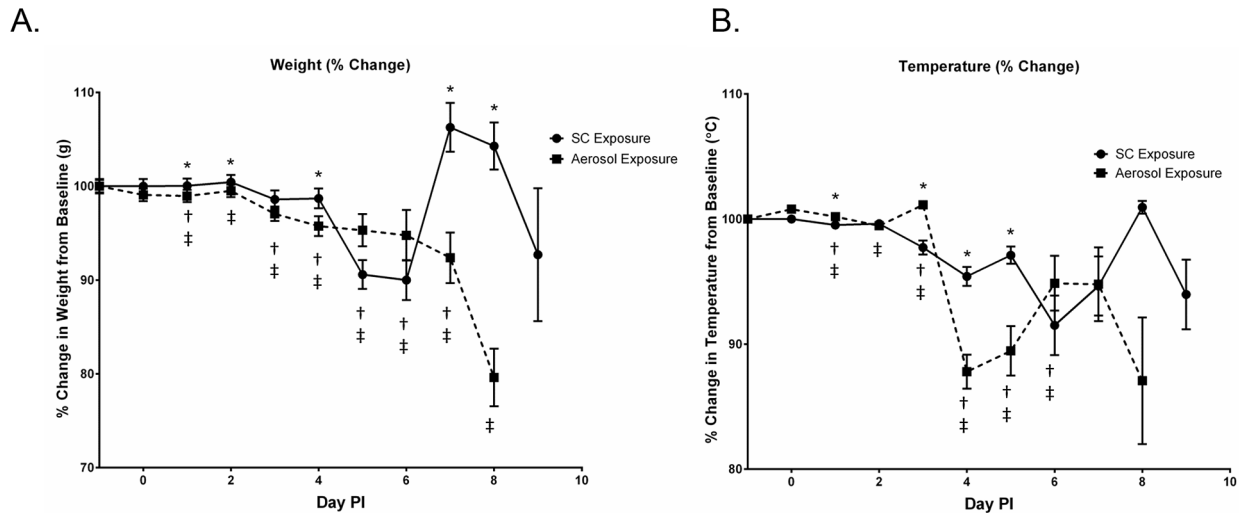 A.
Weight (% Change)
% Change in Weight from Baseline (g)
110
100
90
80
70
* * * * *
† † † † † †
‡ ‡ ‡ ‡ ‡ ‡ ‡ ‡
SC Exposure
Aerosol Exposure
0 2 4 6 8 10
Day PI
B.
Temperature (% Change)
% Change in Temperature from Baseline (°C)
110
100
90
80
* * * *
† † † † †
‡ ‡ ‡ ‡ ‡ ‡
SC Exposure
Aerosol Exposure
0 2 4 6 8 10
Day PI